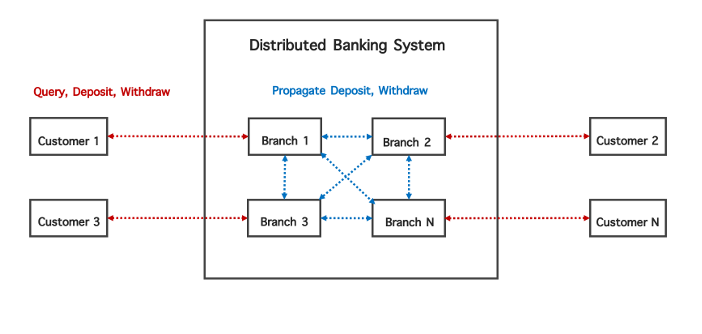 Distributed Banking System
Query, Deposit, Withdraw
Propagate Deposit, Withdraw
Customer 1
Branch 1
Branch 2
Customer 2
Customer 3
Branch 3
Branch N
Customer N